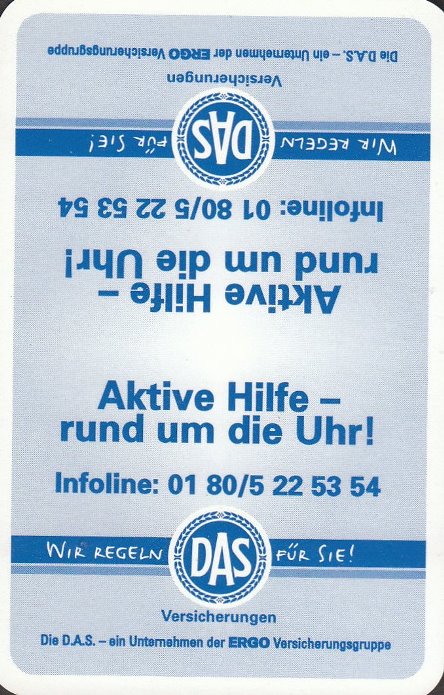 Die D.A.S. – ein Unternehmen der ERGO Versicherungsgruppe
Versicherungen
WIR REGELN DAS FÜR SIE!
Infoline: 01 80/5 22 53 54
rund um die Uhr!
Aktive Hilfe –
Aktive Hilfe –
rund um die Uhr!
Infoline: 01 80/5 22 53 54
WIR REGELN DAS FÜR SIE!
Versicherungen
Die D.A.S. – ein Unternehmen der ERGO Versicherungsgruppe